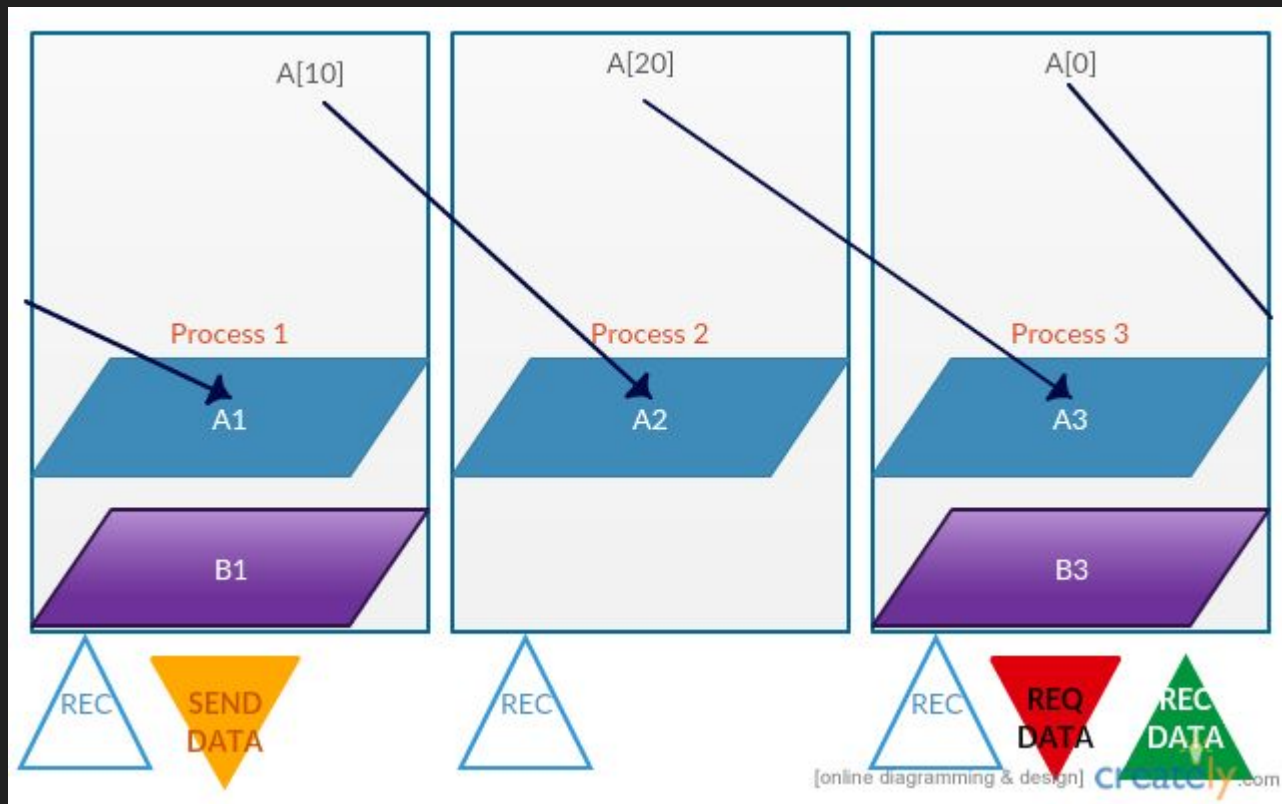 A[10]
A[20]
A[0]
Process 1
Process 2
Process 3
A1
A2
A3
B1
B3
REC
SEND
DATA
REC
REC
REQ
DATA
REC
DATA
[online diagramming & design] creately.com